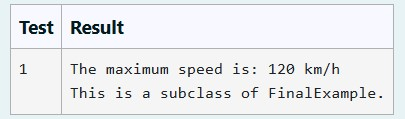 Test Result
1 The maximum speed is: 120 km/h
This is a subclass of FinalExample.